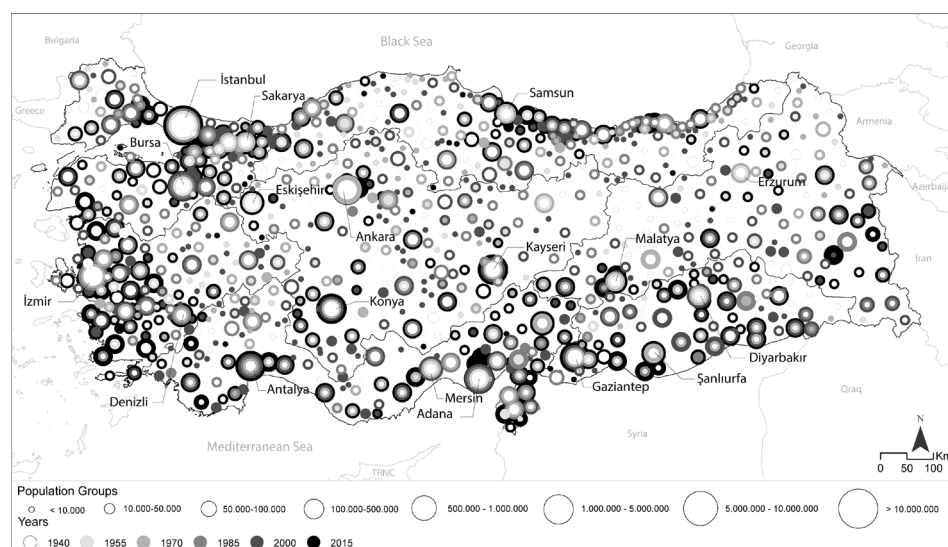 Bulgaria
Black Sea
Georgia
İstanbul
Sakarya
Samsun
Greece
Armenia
Bursa
Eskişehir
Erzurum
Azerbaija
Ankara
Kayseri
Malatya
Iran
İzmir
Konya
Diyarbakır
Antalya
Gaziantep
Şanlıurfa
Denizli
Mersin
Adana
Qraq
Syria
Mediterranean Sea
TRNC
N
Km
0 50 100
Population Groups
< 10.000 10.000-50.000 50.000-100.000 100.000-500.000 500.000 - 1.000.000 1.000.000 - 5.000.000 5.000.000 - 10.000.000 > 10.000.000
Years
1940 1955 1970 1985 2000 2015